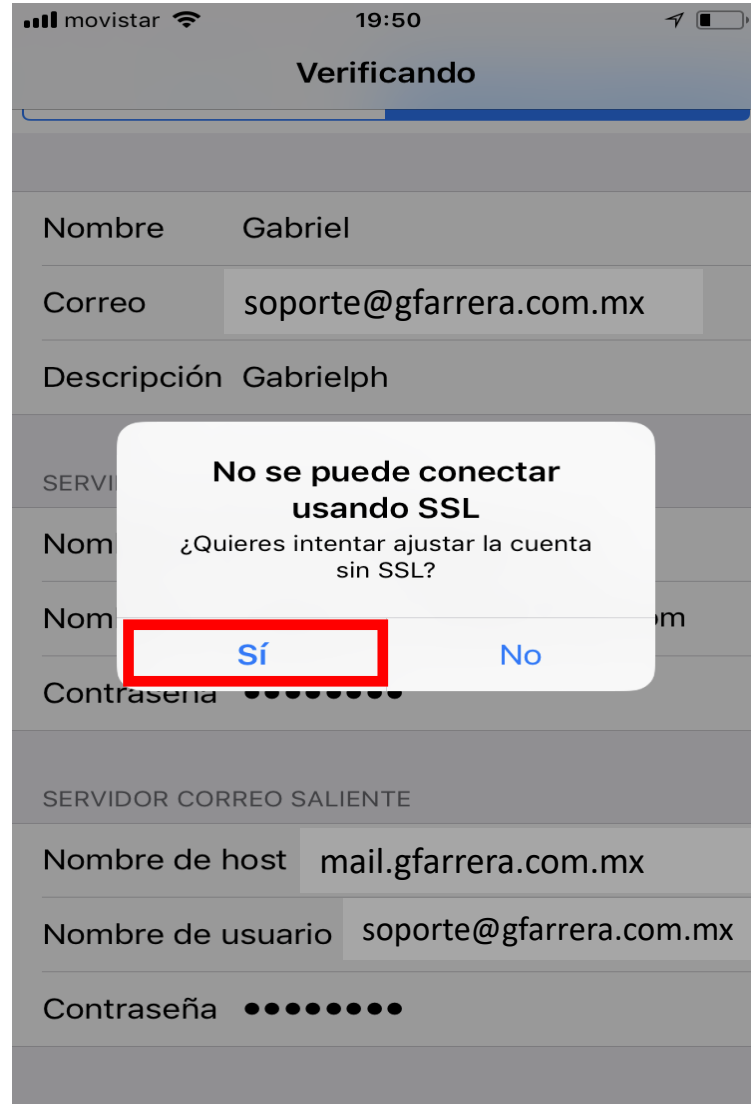 movistar 19:50
Verificando
Nombre Gabriel
Correo soporte@gfarrera.com.mx
Descripción Gabrielph
No se puede conectar
usando SSL
¿Quieres intentar ajustar la cuenta
sin SSL?
Sí No
Contraseña ••••••••
SERVIDOR CORREO SALIENTE
Nombre de host mail.gfarrera.com.mx
Nombre de usuario soporte@gfarrera.com.mx
Contraseña ••••••••